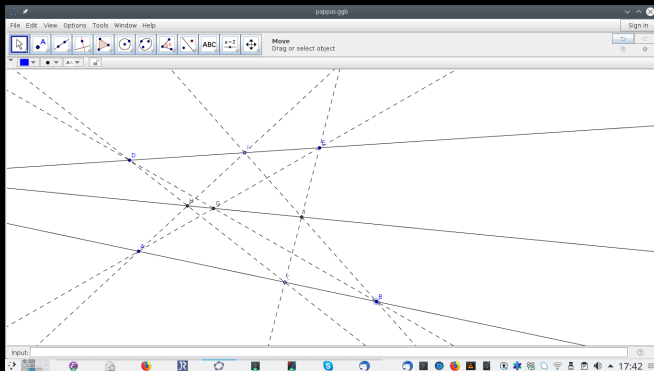 pappus.ggb
File Edit View Options Tools Window Help
Sign in
A
ABC
a=2
Move
Drag or select object
D
F
E
H
G
A
B
Input:
17:42